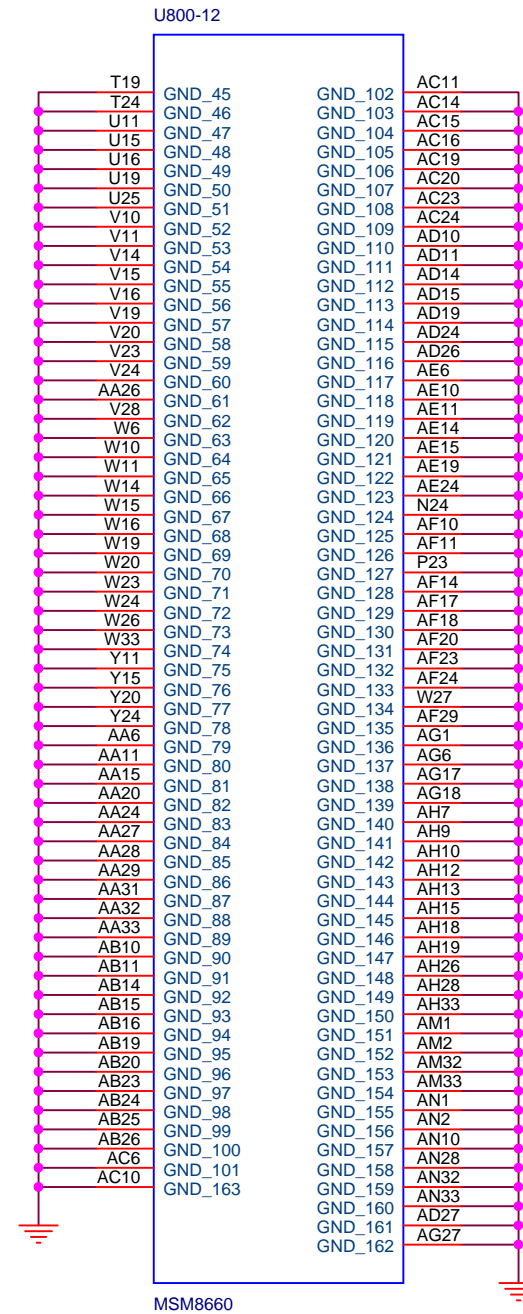 U800-12
T19 GND_45 GND_102 AC11
T24 GND_46 GND_103 AC14
U11 GND_47 GND_104 AC15
U15 GND_48 GND_105 AC16
U16 GND_49 GND_106 AC19
U19 GND_50 GND_107 AC20
U25 GND_51 GND_108 AC23
V10 GND_52 GND_109 AC24
V11 GND_53 GND_110 AD10
V14 GND_54 GND_111 AD11
V15 GND_55 GND_112 AD14
V16 GND_56 GND_113 AD15
V19 GND_57 GND_114 AD19
V20 GND_58 GND_115 AD24
V23 GND_59 GND_116 AD26
V24 GND_60 GND_117 AE6
AA26 GND_61 GND_118 AE10
V28 GND_62 GND_119 AE11
W6 GND_63 GND_120 AE14
W10 GND_64 GND_121 AE15
W11 GND_65 GND_122 AE19
W14 GND_66 GND_123 AE24
W15 GND_67 GND_124 N24
W16 GND_68 GND_125 AF10
W19 GND_69 GND_126 AF11
W20 GND_70 GND_127 P23
W23 GND_71 GND_128 AF14
W24 GND_72 GND_129 AF17
W26 GND_73 GND_130 AF18
W33 GND_74 GND_131 AF20
Y11 GND_75 GND_132 AF23
Y15 GND_76 GND_133 AF24
Y20 GND_77 GND_134 W27
Y24 GND_78 GND_135 AF29
AA6 GND_79 GND_136 AG1
AA11 GND_80 GND_137 AG6
AA15 GND_81 GND_138 AG17
AA20 GND_82 GND_139 AG18
AA24 GND_83 GND_140 AH7
AA27 GND_84 GND_141 AH9
AA28 GND_85 GND_142 AH10
AA29 GND_86 GND_143 AH12
AA31 GND_87 GND_144 AH13
AA32 GND_88 GND_145 AH15
AA33 GND_89 GND_146 AH18
AB10 GND_90 GND_147 AH19
AB11 GND_91 GND_148 AH26
AB14 GND_92 GND_149 AH28
AB15 GND_93 GND_150 AH33
AB16 GND_94 GND_151 AM1
AB19 GND_95 GND_152 AM2
AB20 GND_96 GND_153 AM32
AB23 GND_97 GND_154 AM33
AB24 GND_98 GND_155 AN1
AB25 GND_99 GND_156 AN2
AB26 GND_100 GND_157 AN10
AC6 GND_101 GND_158 AN28
AC10 GND_163 GND_159 AN32
GND_160 AN33
GND_161 AD27
GND_162 AG27
MSM8660